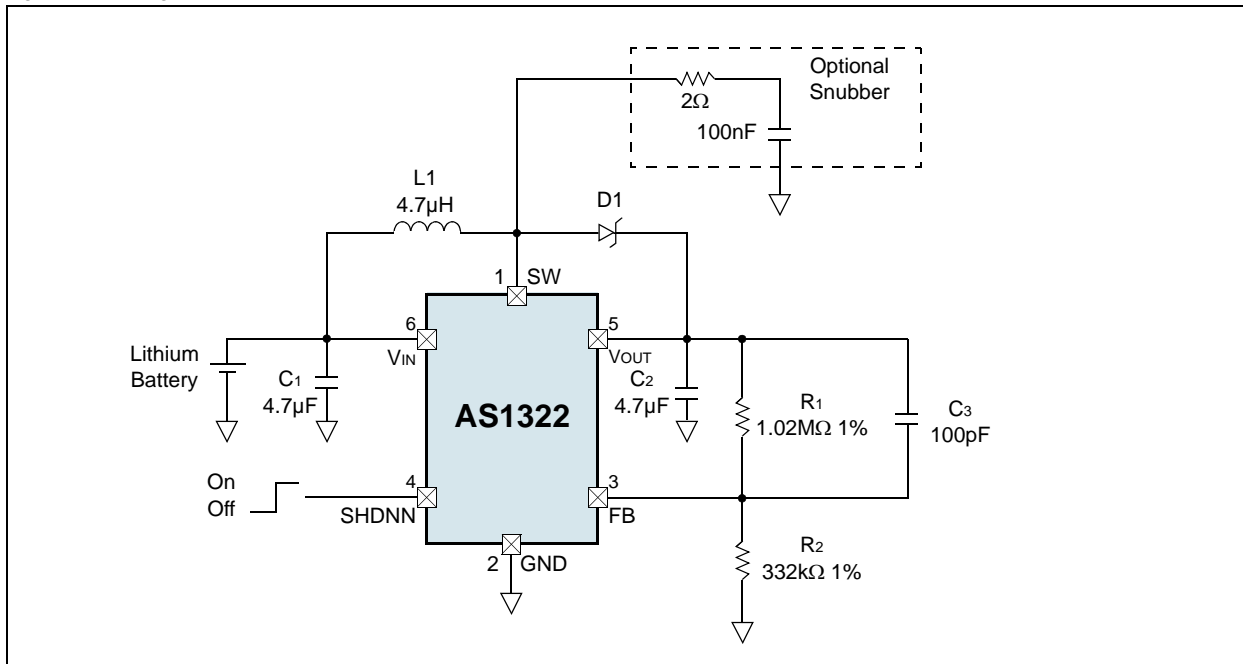 Optional
Snubber
2Ω
100nF
L1
4.7µH
D1
1
SW
6
VIN
5
VOUT
Lithium
Battery
C1
4.7µF
C2
4.7µF
AS1322
R1
1.02MΩ 1%
C3
100pF
On
Off
4
SHDNN
3
FB
2
GND
R2
332kΩ 1%